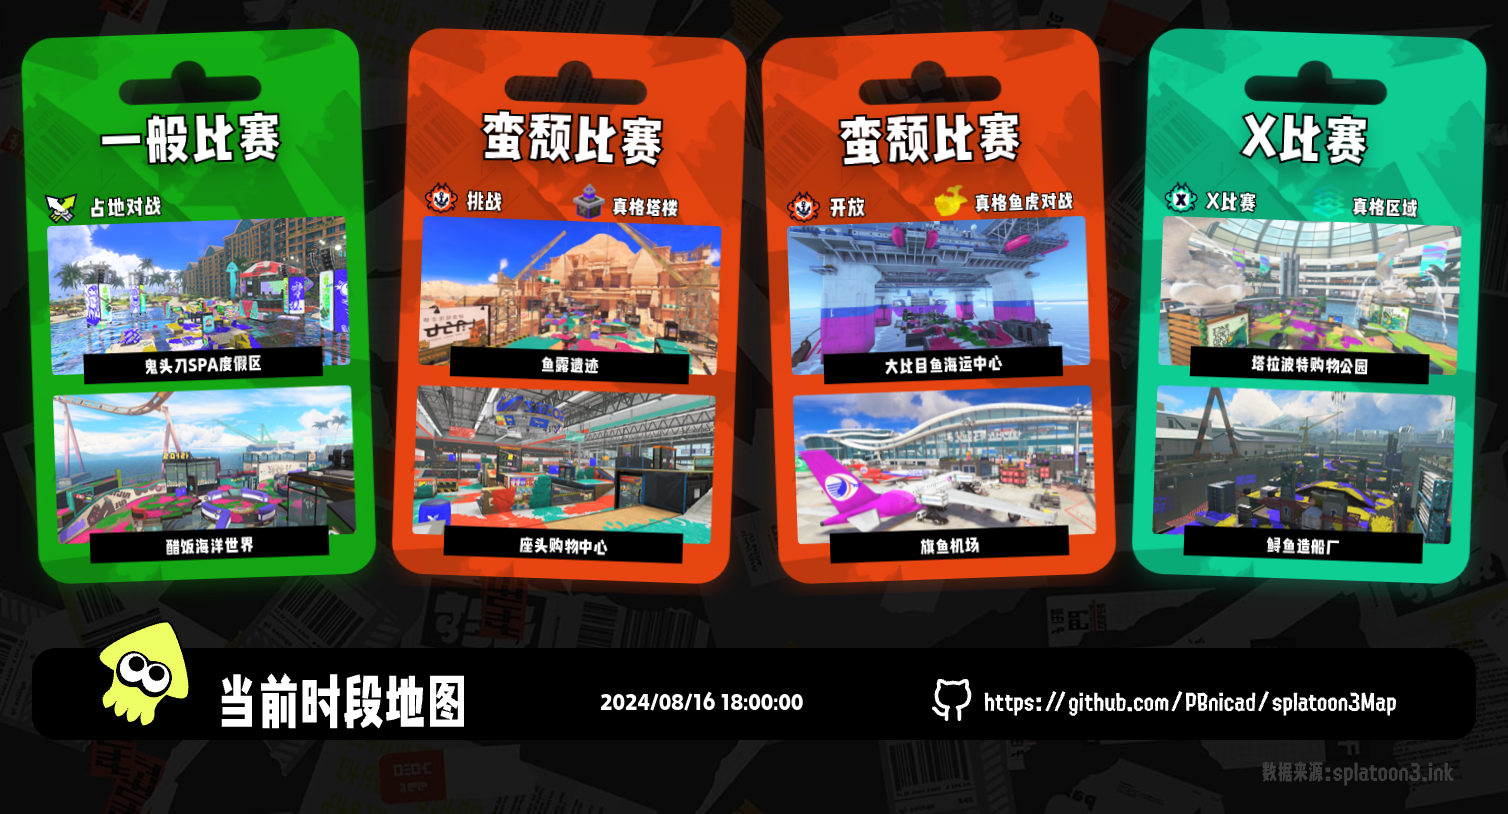 一般比赛
占地对战
鬼头刀SPA度假区
醋饭海洋世界
蛮颓比赛
挑战
真格塔楼
鱼露遗迹
座头购物中心
蛮颓比赛
开放
真格鱼虎对战
大比目鱼海运中心
旗鱼机场
X比赛
X比赛
真格区域
塔拉波特购物公园
鲟鱼造船厂
当前时段地图
2024/08/16 18:00:00
https://github.com/PBnicad/splatoon3Map
数据来源:splatoon3.ink